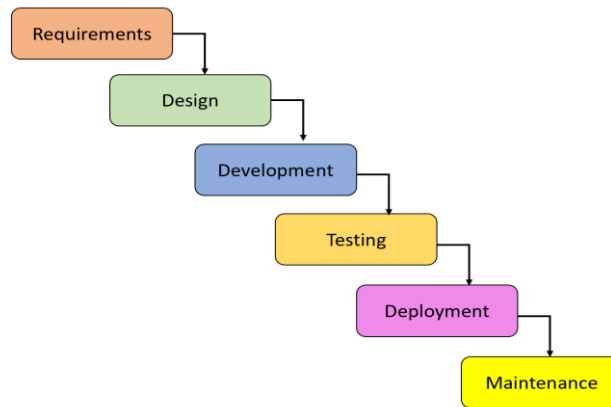 Requirements
Design
Development
Testing
Deployment
Maintenance